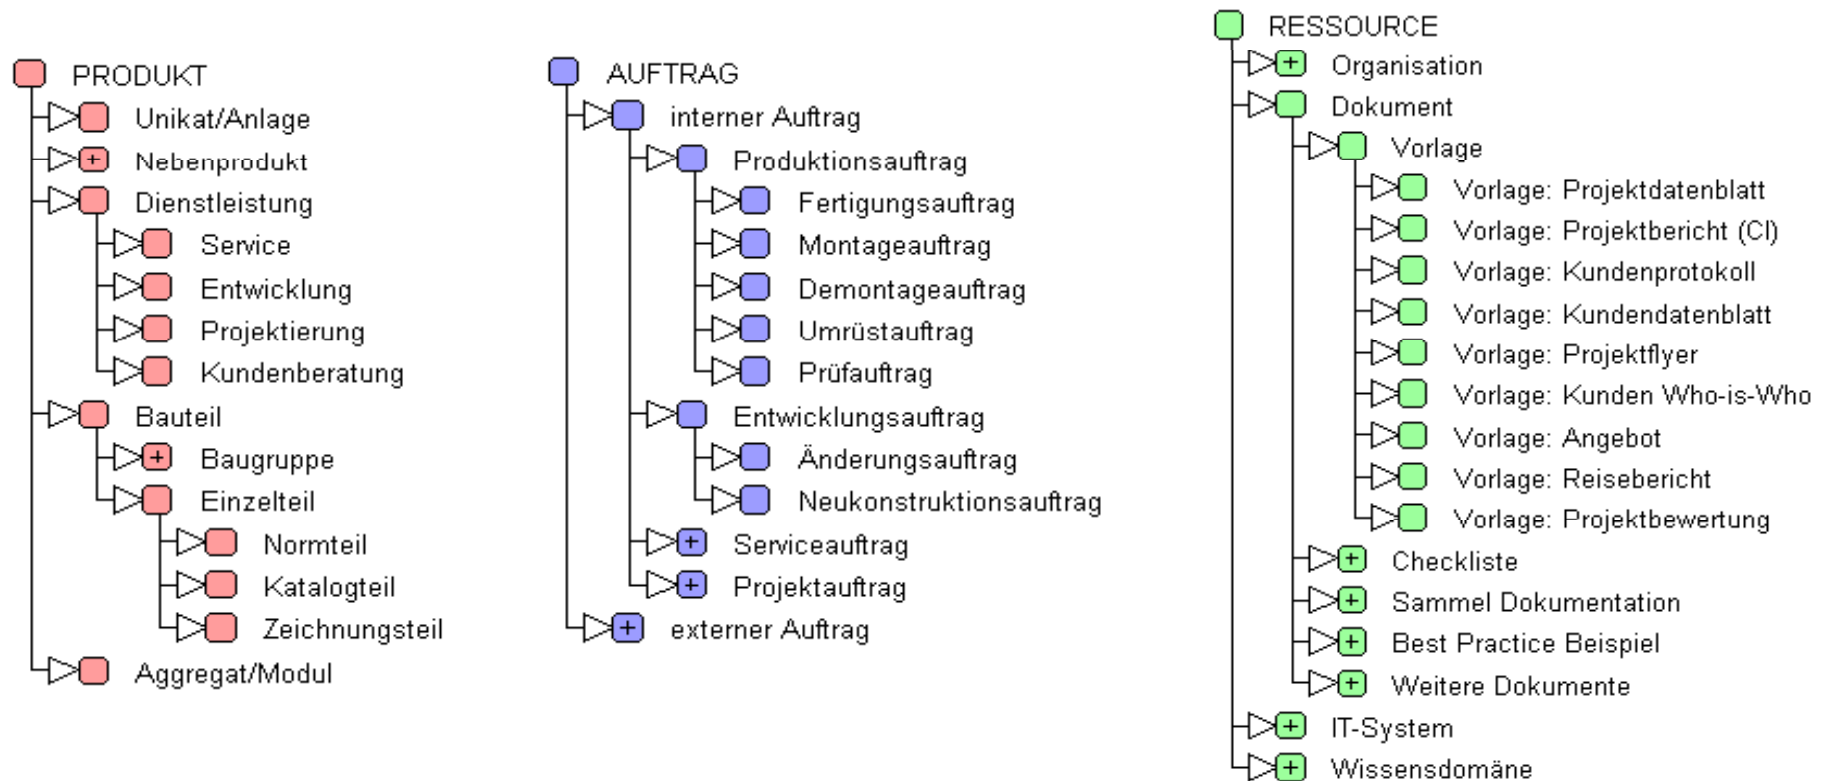 PRODUKT
Unikat/Anlage
Nebenprodukt
Dienstleistung
Service
Entwicklung
Projektierung
Kundenberatung
Bauteil
Baugruppe
Einzelteil
Normteil
Katalogteil
Zeichnungsteil
Aggregat/Modul
AUFTRAG
interner Auftrag
Produktionsauftrag
Fertigungsauftrag
Montageauftrag
Demontageauftrag
Umrüstauftrag
Prüfauftrag
Entwicklungsauftrag
Änderungsauftrag
Neukonstruktionsauftrag
Serviceauftrag
Projektauftrag
externer Auftrag
RESSOURCE
Organisation
Dokument
Vorlage
Vorlage: Projektdatenblatt
Vorlage: Projektbericht (CI)
Vorlage: Kundenprotokoll
Vorlage: Kundendatenblatt
Vorlage: Projektflyer
Vorlage: Kunden Who-is-Who
Vorlage: Angebot
Vorlage: Reisebericht
Vorlage: Projektbewertung
Checkliste
Sammel Dokumentation
Best Practice Beispiel
Weitere Dokumente
IT-System
Wissensdomäne